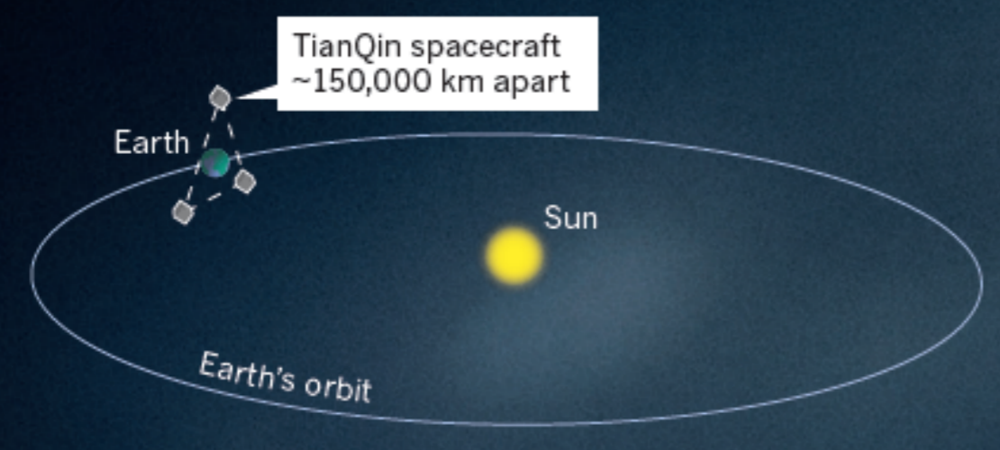 TianQin spacecraft
~150,000 km apart
Earth
Sun
Earth's orbit